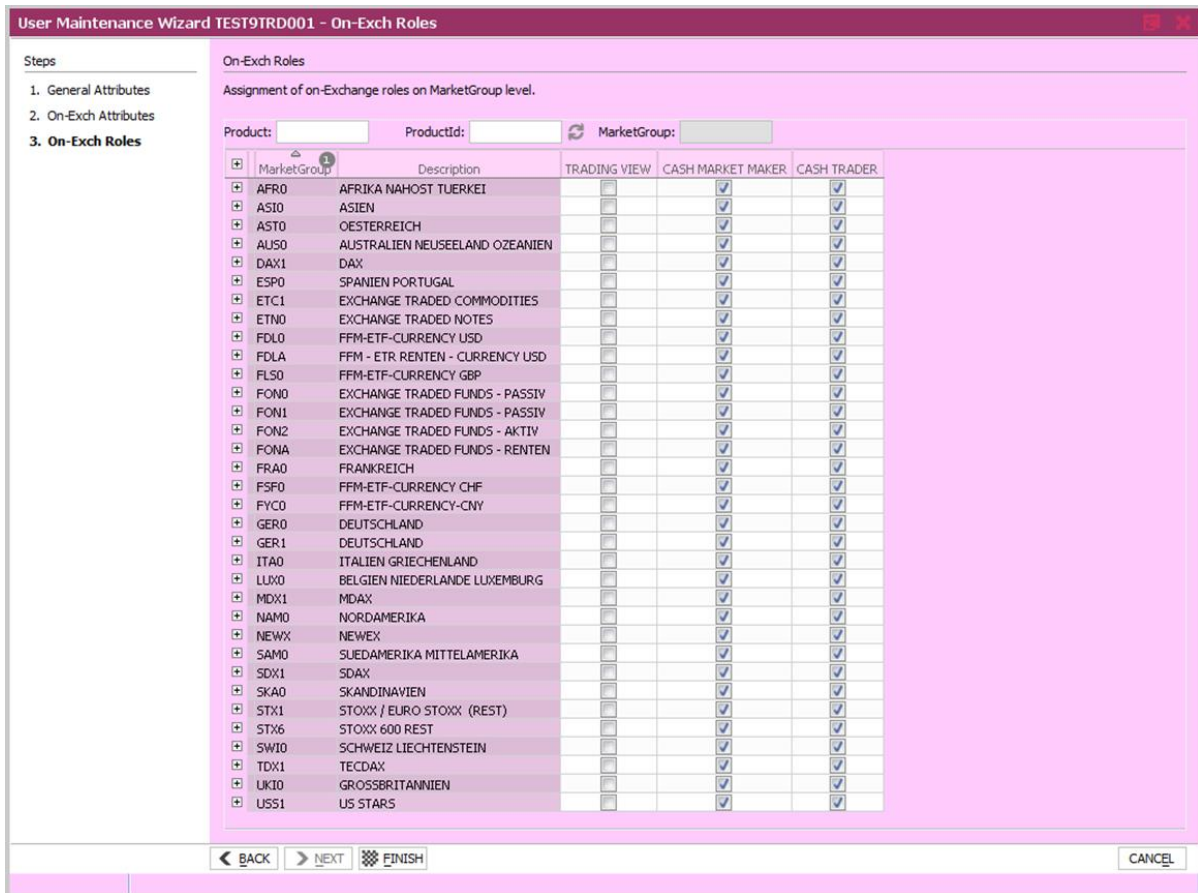 User Maintenance Wizard TEST9TRD001 - On-Exch Roles
Steps
1. General Attributes
2. On-Exch Attributes
3. On-Exch Roles
On-Exch Roles
Assignment of on-Exchange roles on MarketGroup level.
Product: ProductId: MarketGroup:
MarketGroup 1 Description TRADING VIEW CASH MARKET MAKER CASH TRADER
AFR0 AFRIKA NAHOST TUERKEI
ASI0 ASIEN
AST0 OESTERREICH
AUS0 AUSTRALIEN NEUSEELAND OZEANIEN
DAX1 DAX
ESP0 SPANIEN PORTUGAL
ETC1 EXCHANGE TRADED COMMODITIES
ETN0 EXCHANGE TRADED NOTES
FDL0 FFM-ETF-CURRENCY USD
FDLA FFM - ETR RENTEN - CURRENCY USD
FLS0 FFM-ETF-CURRENCY GBP
FON0 EXCHANGE TRADED FUNDS - PASSIV
FON1 EXCHANGE TRADED FUNDS - PASSIV
FON2 EXCHANGE TRADED FUNDS - AKTIV
FONA EXCHANGE TRADED FUNDS - RENTEN
FRA0 FRANKREICH
FSF0 FFM-ETF-CURRENCY CHF
FYC0 FFM-ETF-CURRENCY-CNY
GER0 DEUTSCHLAND
GER1 DEUTSCHLAND
ITA0 ITALIEN GRIECHENLAND
LUX0 BELGIEN NIEDERLANDE LUXEMBURG
MDX1 MDAX
NAM0 NORDAMERIKA
NEWX NEWEX
SAM0 SUEDAMERIKA MITTELAMERIKA
SDX1 SDAX
SKA0 SKANDINAVIEN
STX1 STOXX / EURO STOXX (REST)
STX6 STOXX 600 REST
SWI0 SCHWEIZ LIECHTENSTEIN
TDX1 TECDAX
UKI0 GROSSBRITANNIEN
USS1 US STARS
BACK NEXT FINISH CANCEL